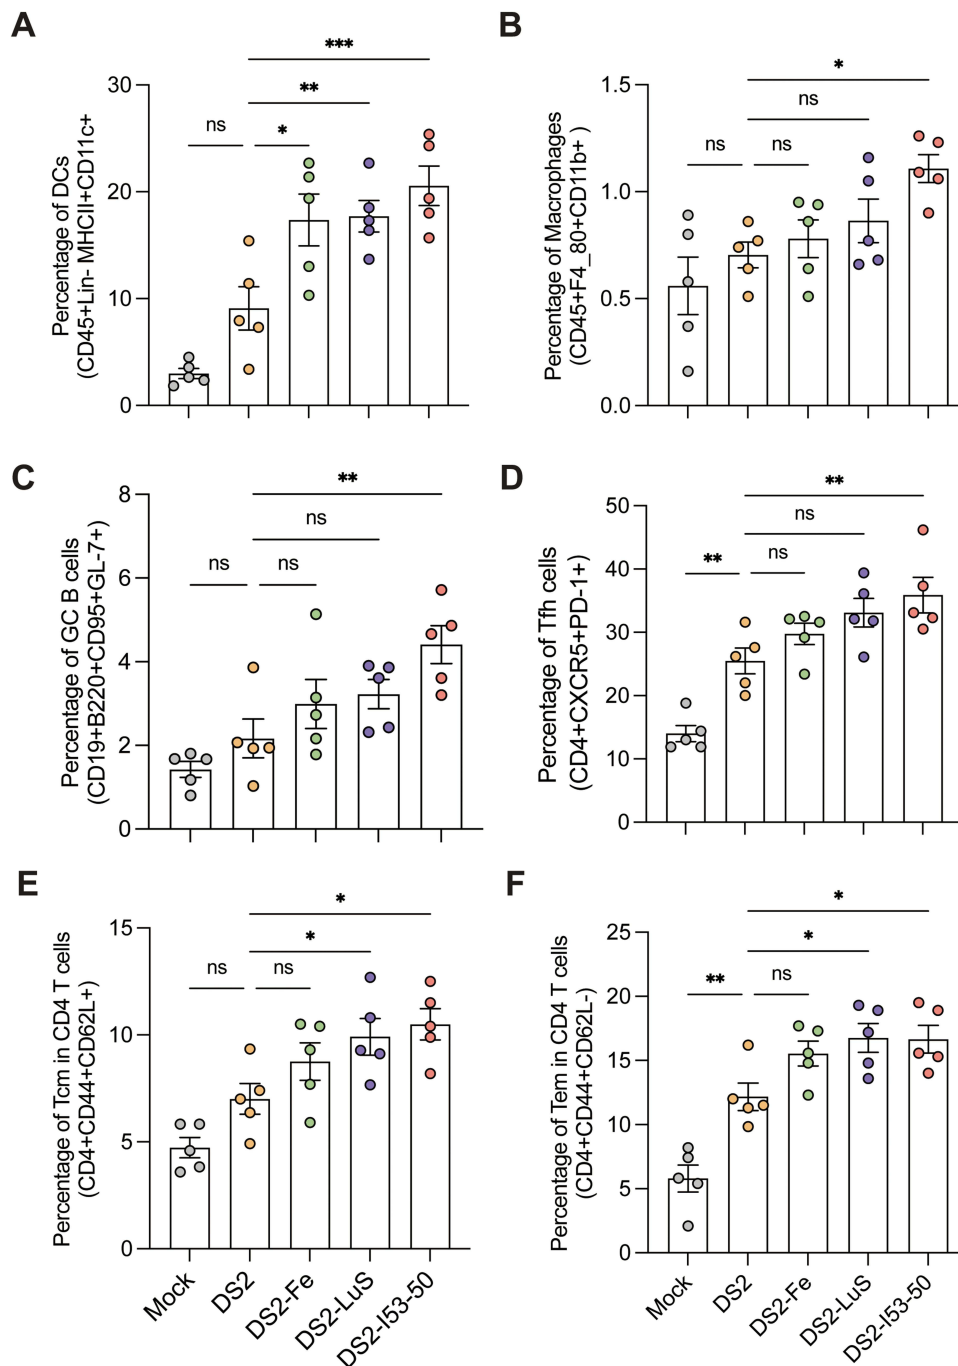 A
Percentage of DCs
(CD45+Lin- MHCII+CD11c+
30
20
10
0
ns
*
**
***
B
Percentage of Macrophages
(CD45+F4_80+CD11b+ )
1.5
1.0
0.5
0.0
ns
ns
ns
*
C
Percentage of GC B cells
(CD19+B220+CD95+GL-7+)
8
6
4
2
0
ns
ns
ns
**
D
Percentage of Tfh cells
(CD4+CXCR5+PD-1+)
50
40
30
20
10
0
**
ns
ns
**
E
Percentage of Tcm in CD4 T cells
(CD4+CD44+CD62L+)
15
10
5
0
ns
ns
*
*
Mock
DS2
DS2-Fe
DS2-LuS
DS2-I53-50
F
Percentage of Tem in CD4 T cells
(CD4+CD44+CD62L-)
25
20
15
10
5
0
**
ns
*
*
Mock
DS2
DS2-Fe
DS2-LuS
DS2-I53-50